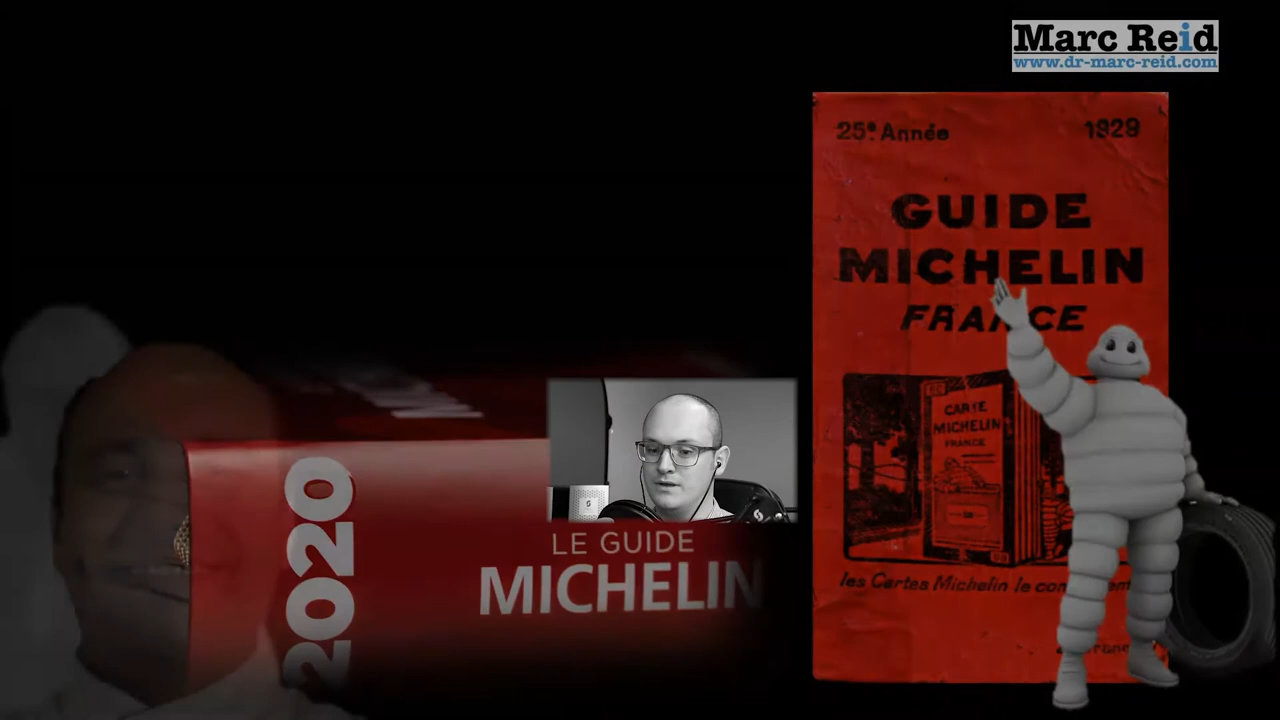 Marc Reid
www.dr-marc-reid.com
25e Année 1929
GUIDE
MICHELIN
FRANCE
CARTE
MICHELIN
FRANCE
les Cartes Michelin le
2020
LE GUIDE
MICHELIN